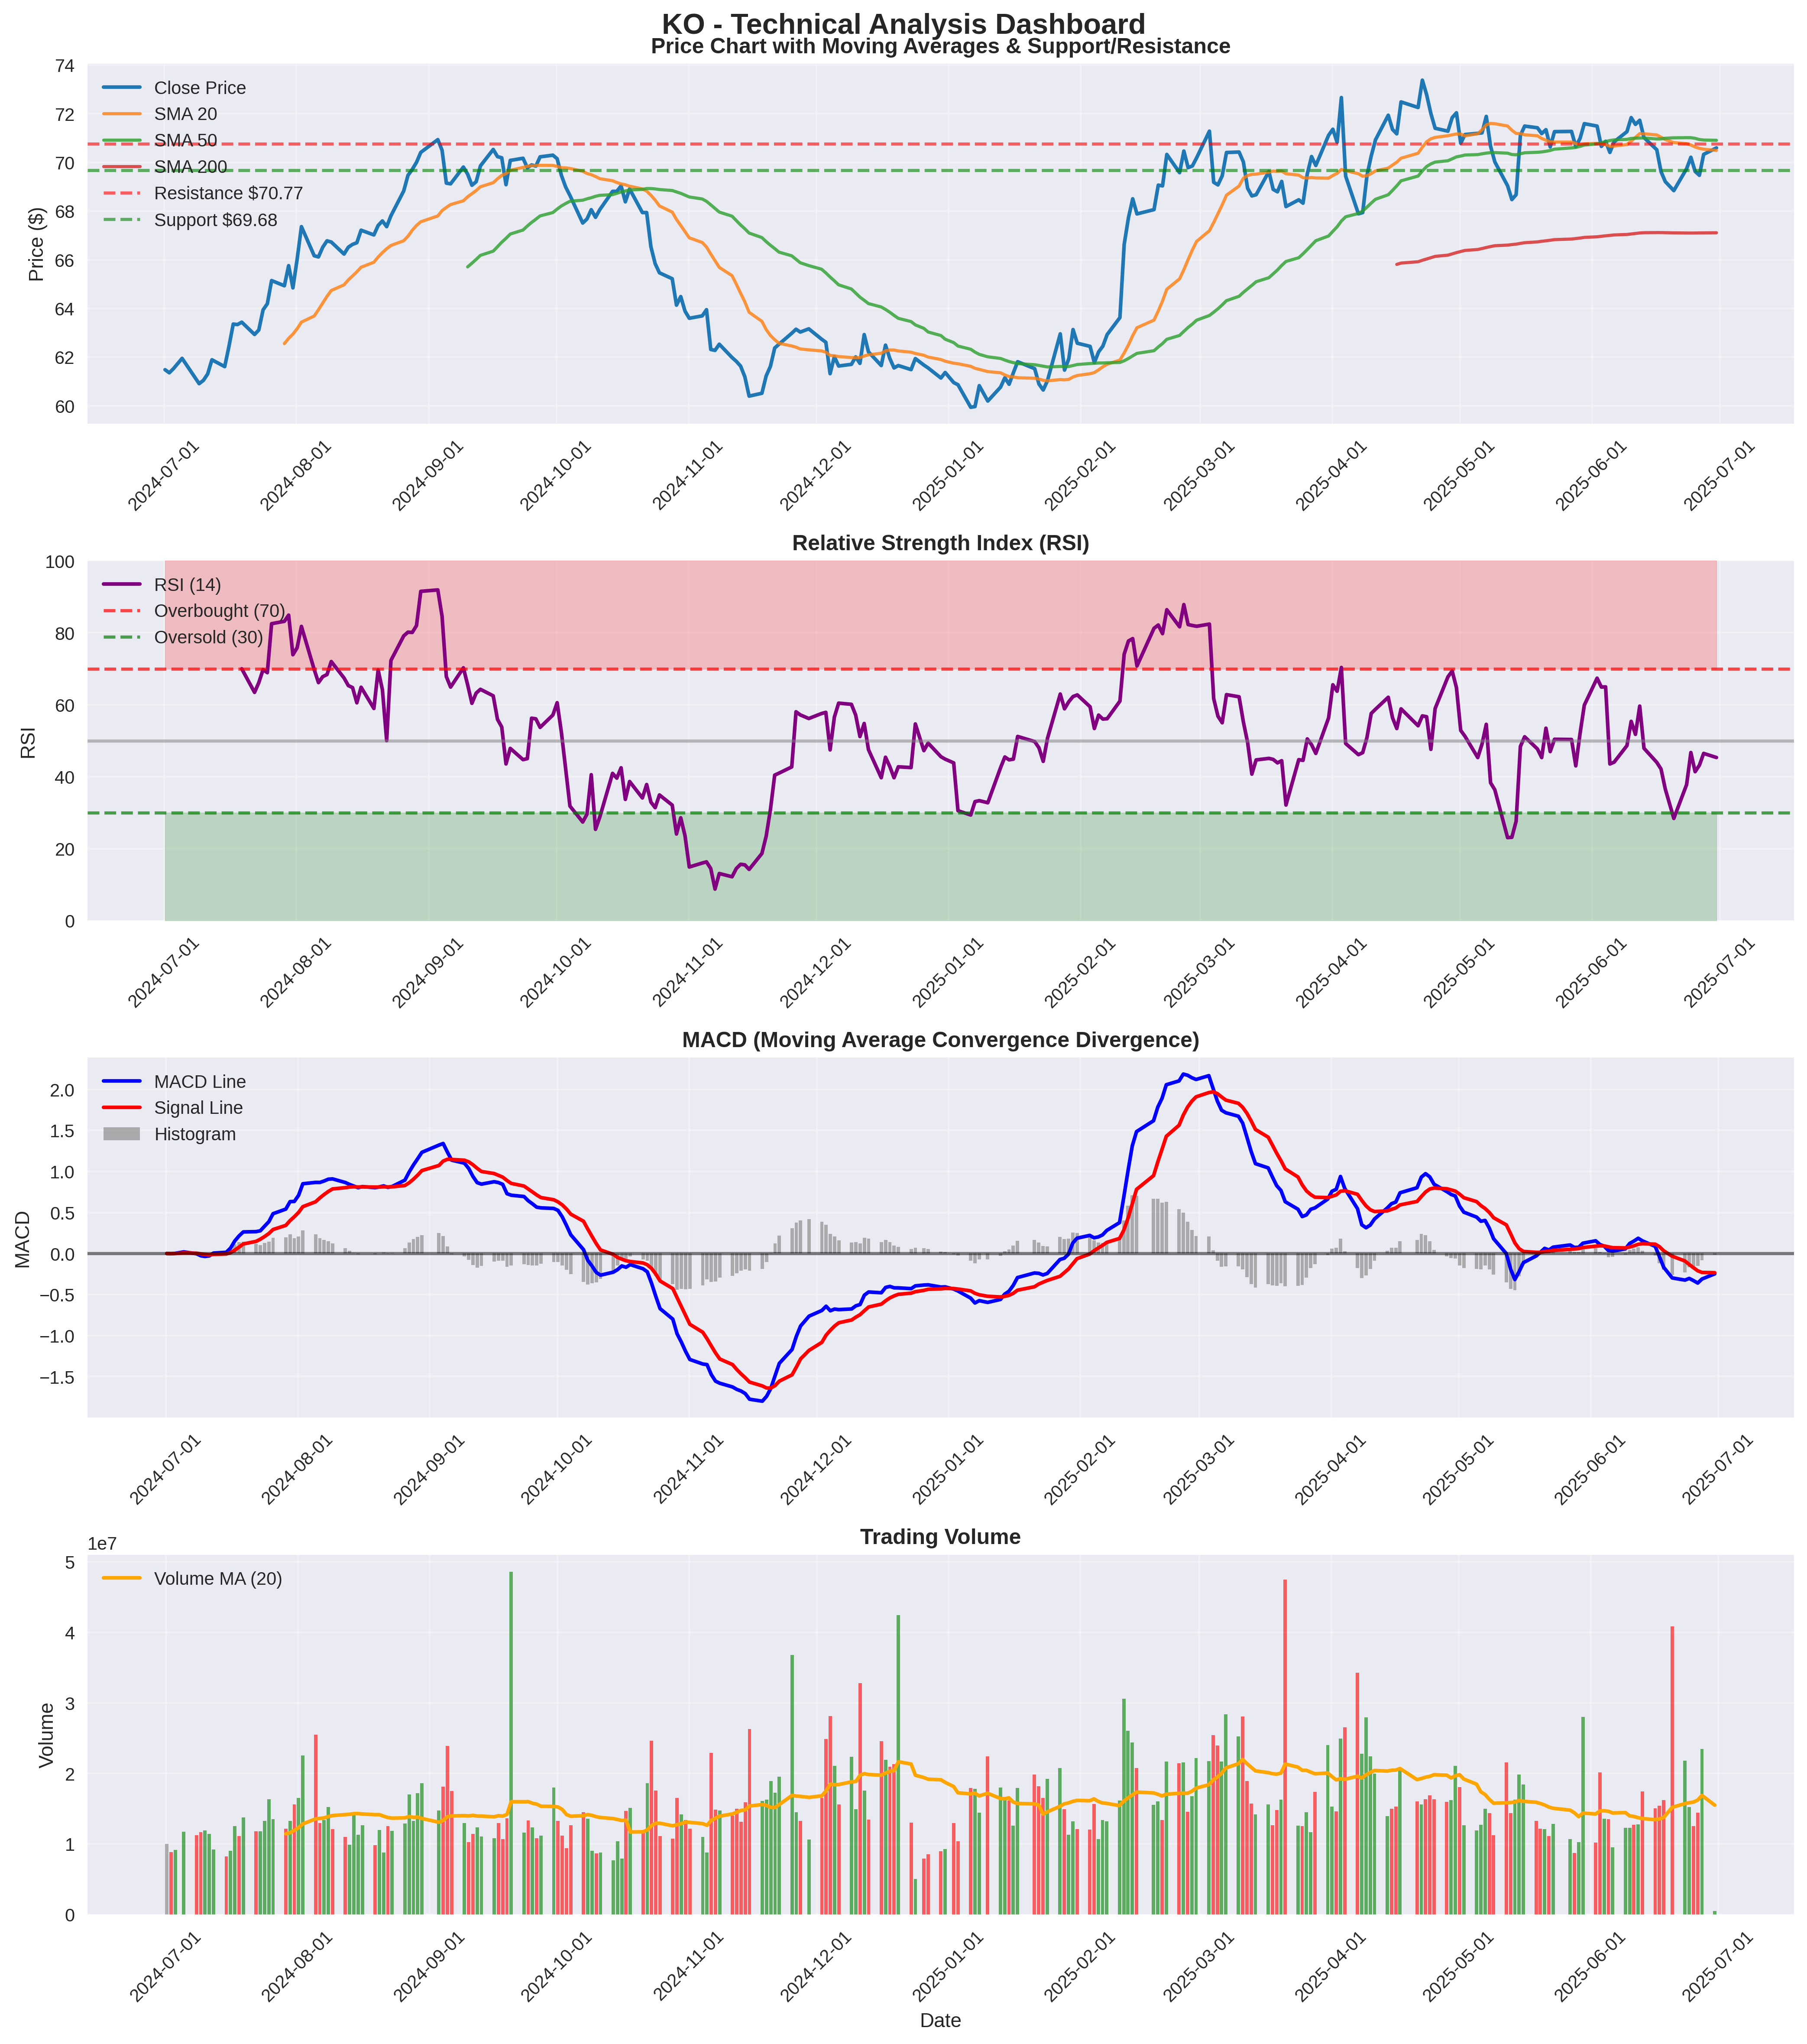 KO - Technical Analysis Dashboard
Price Chart with Moving Averages & Support/Resistance
Price ($)
74
72
70
68
66
64
62
60
Close Price
SMA 20
SMA 50
SMA 200
Resistance $70.77
Support $69.68
2024-07-01 2024-08-01 2024-09-01 2024-10-01 2024-11-01 2024-12-01 2025-01-01 2025-02-01 2025-03-01 2025-04-01 2025-05-01 2025-06-01 2025-07-01
Relative Strength Index (RSI)
RSI
100
80
60
40
20
0
RSI (14)
Overbought (70)
Oversold (30)
2024-07-01 2024-08-01 2024-09-01 2024-10-01 2024-11-01 2024-12-01 2025-01-01 2025-02-01 2025-03-01 2025-04-01 2025-05-01 2025-06-01 2025-07-01
MACD (Moving Average Convergence Divergence)
MACD
2.0
1.5
1.0
0.5
0.0
−0.5
−1.0
−1.5
MACD Line
Signal Line
Histogram
2024-07-01 2024-08-01 2024-09-01 2024-10-01 2024-11-01 2024-12-01 2025-01-01 2025-02-01 2025-03-01 2025-04-01 2025-05-01 2025-06-01 2025-07-01
Trading Volume
1e7
Volume
5
4
3
2
1
0
Volume MA (20)
2024-07-01 2024-08-01 2024-09-01 2024-10-01 2024-11-01 2024-12-01 2025-01-01 2025-02-01 2025-03-01 2025-04-01 2025-05-01 2025-06-01 2025-07-01
Date